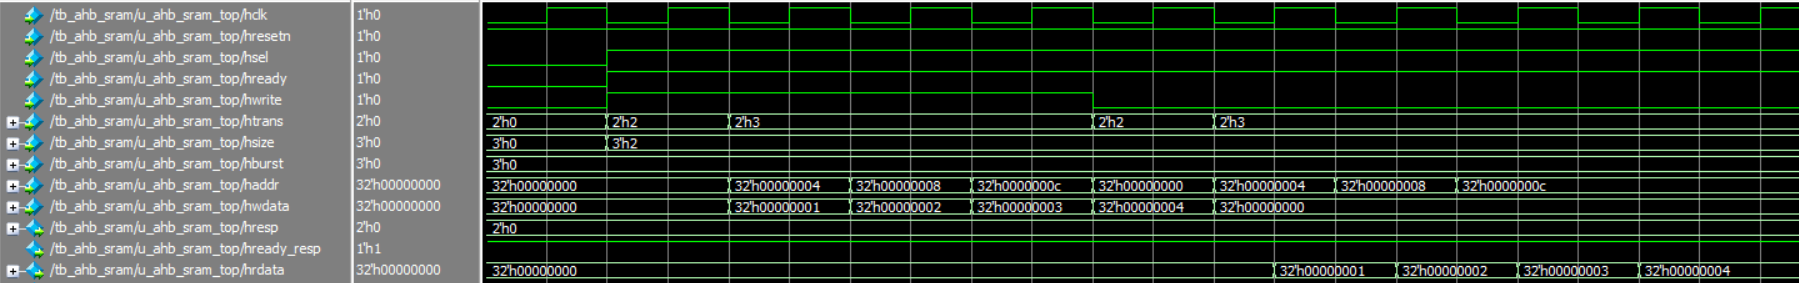 /tb_ahb_sram/u_ahb_sram_top/hclk 1'h0
/tb_ahb_sram/u_ahb_sram_top/hresetn 1'h0
/tb_ahb_sram/u_ahb_sram_top/hsel 1'h0
/tb_ahb_sram/u_ahb_sram_top/hready 1'h0
/tb_ahb_sram/u_ahb_sram_top/hwrite 1'h0
/tb_ahb_sram/u_ahb_sram_top/htrans 2'h0 2'h0 2'h2 2'h3 2'h2 2'h3
/tb_ahb_sram/u_ahb_sram_top/hsize 3'h0 3'h0 3'h2
/tb_ahb_sram/u_ahb_sram_top/hburst 3'h0 3'h0
/tb_ahb_sram/u_ahb_sram_top/haddr 32'h00000000 32'h00000000 32'h00000004 32'h00000008 32'h0000000c 32'h00000000 32'h00000004 32'h00000008 32'h0000000c
/tb_ahb_sram/u_ahb_sram_top/hwdata 32'h00000000 32'h00000000 32'h00000001 32'h00000002 32'h00000003 32'h00000004 32'h00000000
/tb_ahb_sram/u_ahb_sram_top/hresp 2'h0 2'h0
/tb_ahb_sram/u_ahb_sram_top/hready_resp 1'h1
/tb_ahb_sram/u_ahb_sram_top/hrdata 32'h00000000 32'h00000000 32'h00000001 32'h00000002 32'h00000003 32'h00000004